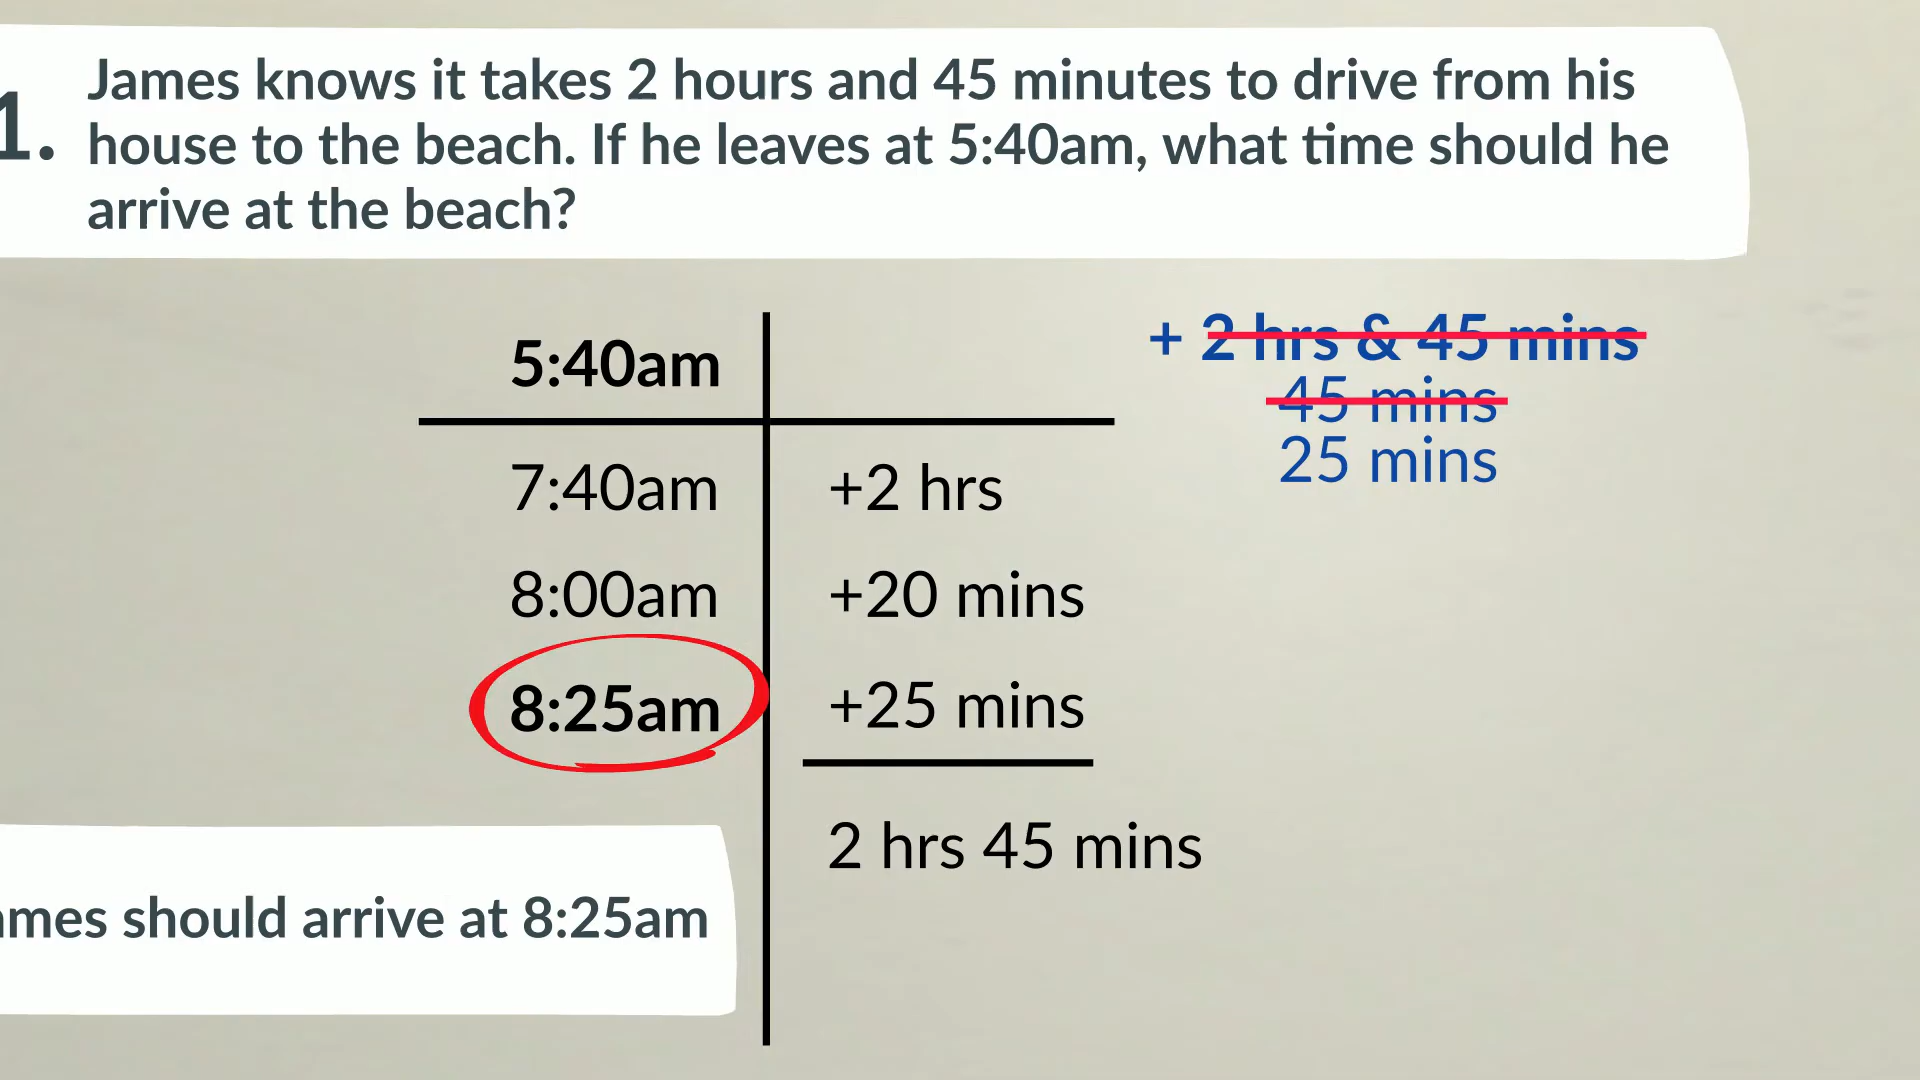 1. James knows it takes 2 hours and 45 minutes to drive from his
house to the beach. If he leaves at 5:40am, what time should he
arrive at the beach?
5:40am
+ 2 hrs & 45 mins
45 mins
25 mins
7:40am +2 hrs
8:00am +20 mins
8:25am +25 mins
2 hrs 45 mins
ames should arrive at 8:25am